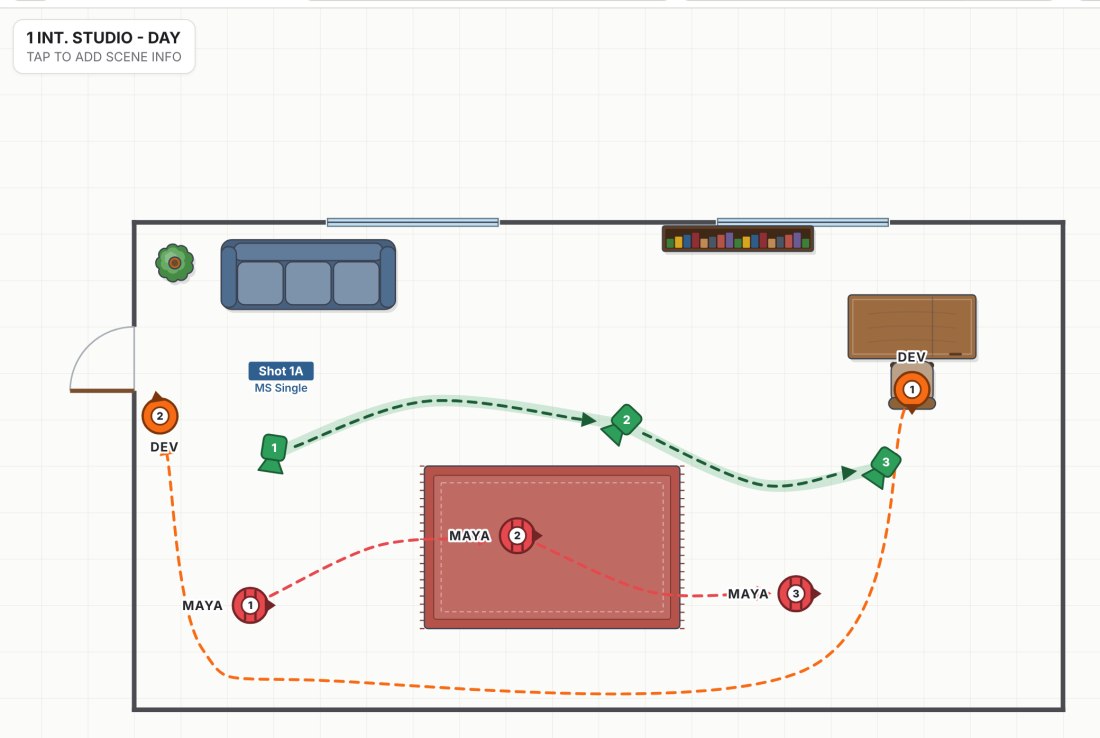 1 INT. STUDIO - DAY
TAP TO ADD SCENE INFO
DEV
1
Shot 1A
MS Single
2
DEV
1
2
3
MAYA
2
MAYA
1
MAYA
3